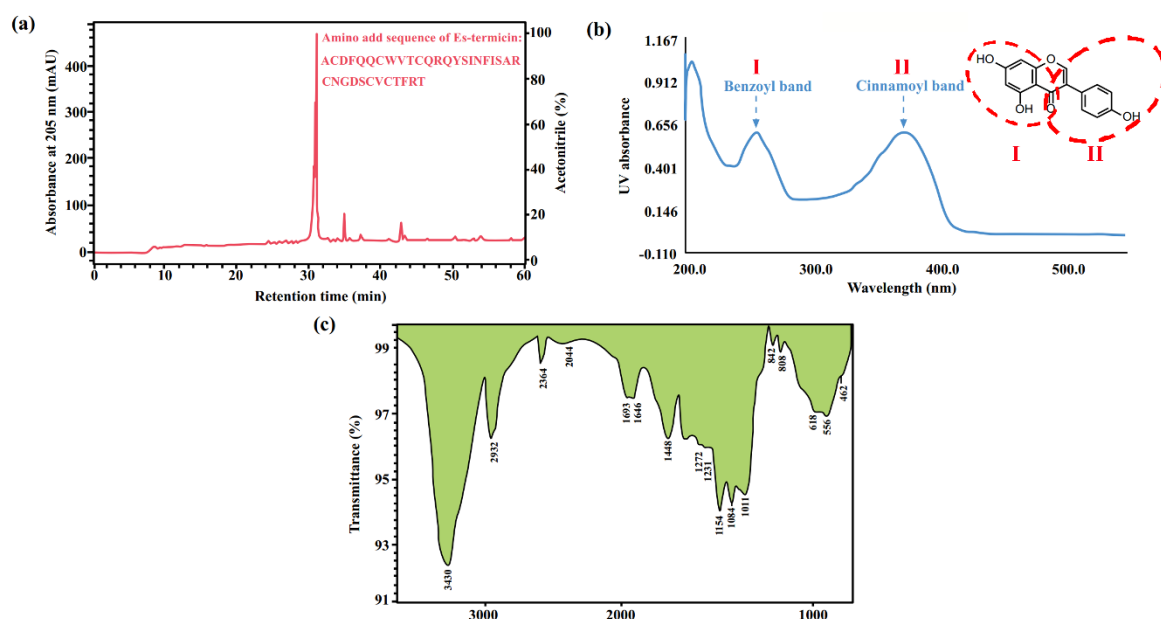 (a)
Absorbance at 205 nm (mAU)
400
300
200
100
0
Amino add sequence of Es-termicin:
ACDFQQCWVTCQRQYSINFISAR
CNGDSCVCTFRT
100
80
60
40
20
0
Acetonitrile (%)
0 10 20 30 40 50 60
Retention time (min)
(b)
UV absorbance
1.167
0.912
0.656
0.401
0.146
-0.110
I
Benzoyl band
II
Cinnamoyl band
HO
O
OH
O
OH
I
II
200.0 300.0 400.0 500.0
Wavelength (nm)
(c)
Transmittance (%)
99
97
95
93
91
3430
2932
2364
2044
1693
1646
1448
1272
1231
1154
1084
1011
842
808
618
556
462
3000 2000 1000